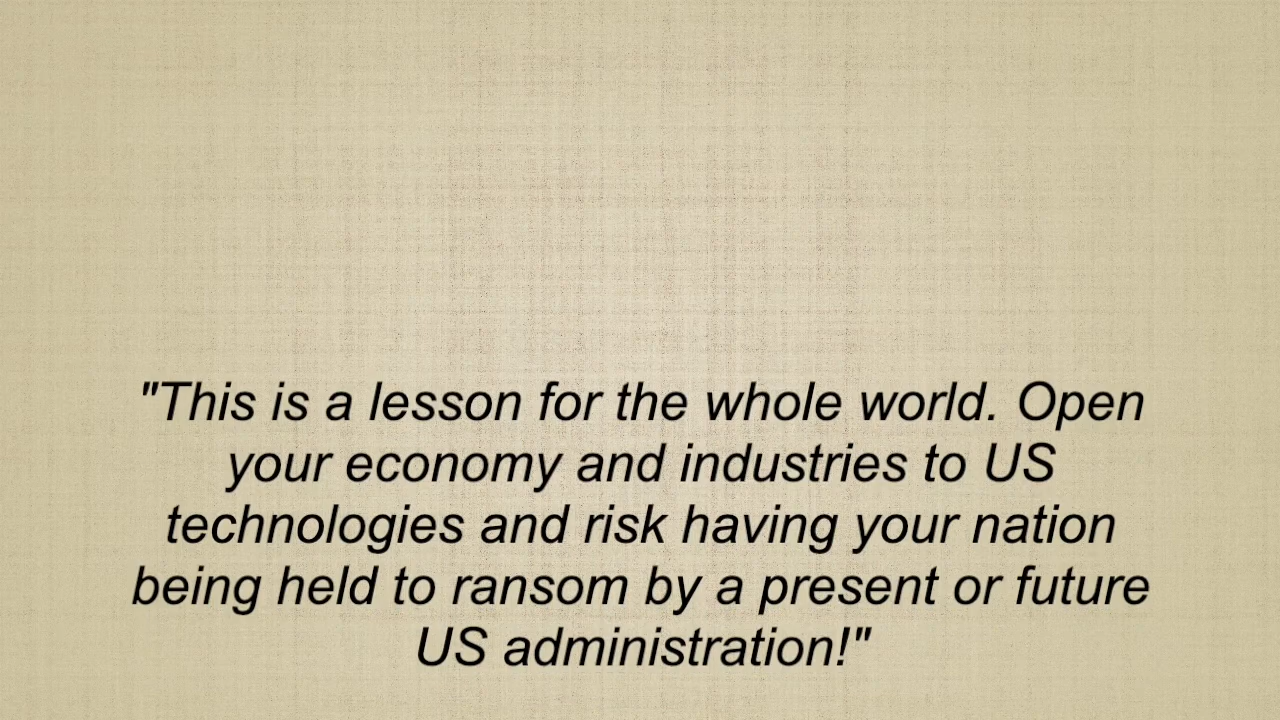 "This is a lesson for the whole world. Open
your economy and industries to US
technologies and risk having your nation
being held to ransom by a present or future
US administration!"